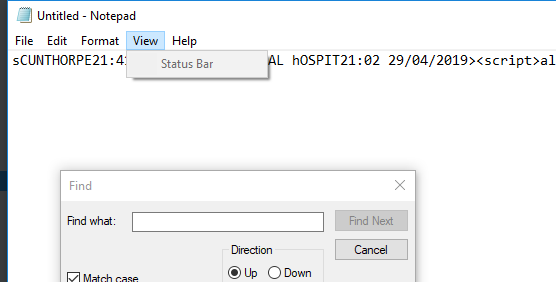 Untitled - Notepad
File Edit Format View Help
sCUNTHORPE21:4 AL hOSPIT21:02 29/04/2019><script>al
Status Bar
Find
Find what: Find Next
Cancel
Direction
Match case Up Down